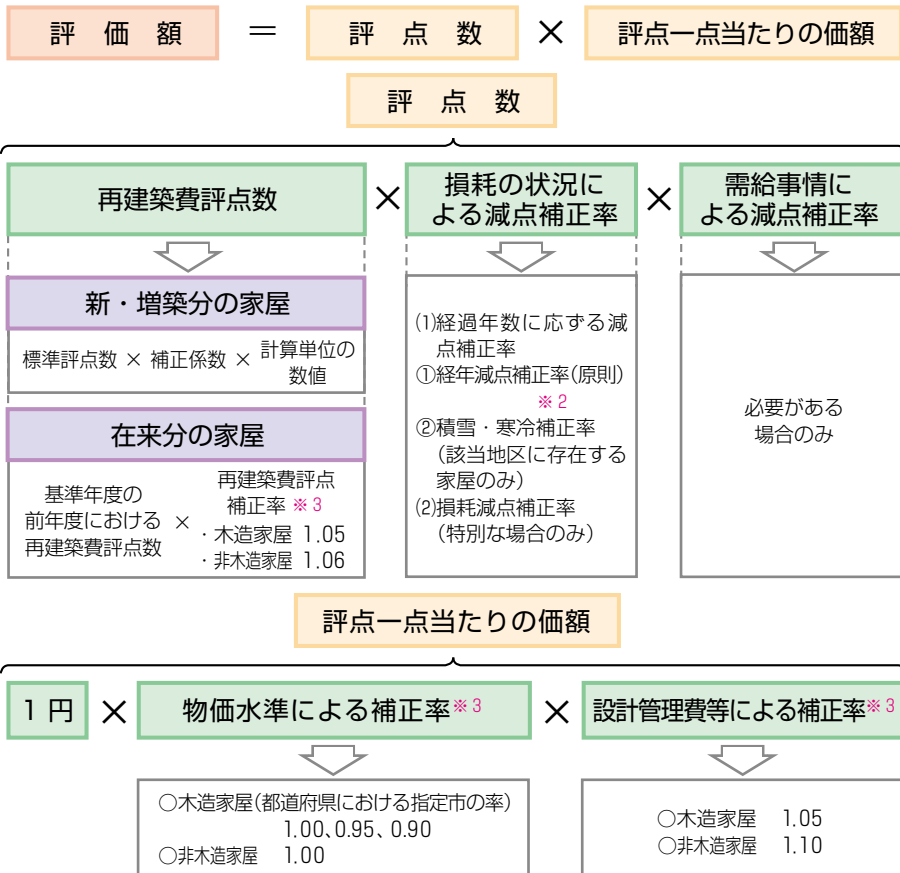 評価額 ＝ 評点数 × 評点一点当たりの価額
評点数
再建築費評点数 × 損耗の状況による減点補正率 × 需給事情による減点補正率
新・増築分の家屋
標準評点数 × 補正係数 × 計算単位の数値
在来分の家屋
基準年度の
前年度における
再建築費評点数
×
再建築費評点
補正率 ※3
・木造家屋 1.05
・非木造家屋 1.06
⑴経過年数に応ずる減
点補正率
①経年減点補正率(原則)
※2
②積雪・寒冷補正率
(該当地区に存在する
家屋のみ)
⑵損耗減点補正率
(特別な場合のみ)
必要がある
場合のみ
評点一点当たりの価額
1円 × 物価水準による補正率※3 × 設計管理費等による補正率※3
○木造家屋(都道府県における指定市の率)
1.00、0.95、0.90
○非木造家屋 1.00
○木造家屋 1.05
○非木造家屋 1.10